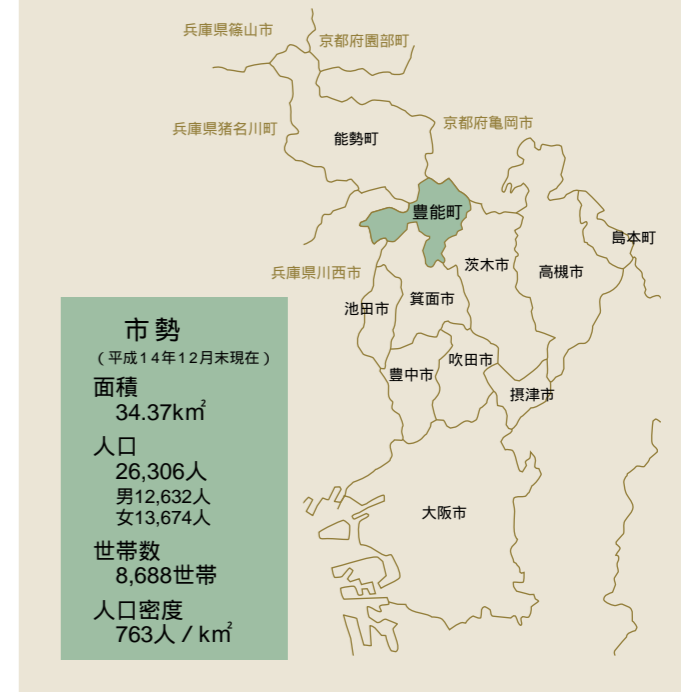 兵庫県篠山市
京都府園部町
兵庫県猪名川町
京都府亀岡市
能勢町
豊能町
島本町
兵庫県川西市
茨木市
高槻市
池田市
箕面市
豊中市
吹田市
摂津市
大阪市
市勢
(平成14年12月末現在)
面積
34.37km²
人口
26,306人
男12,632人
女13,674人
世帯数
8,688世帯
人口密度
763人/km²